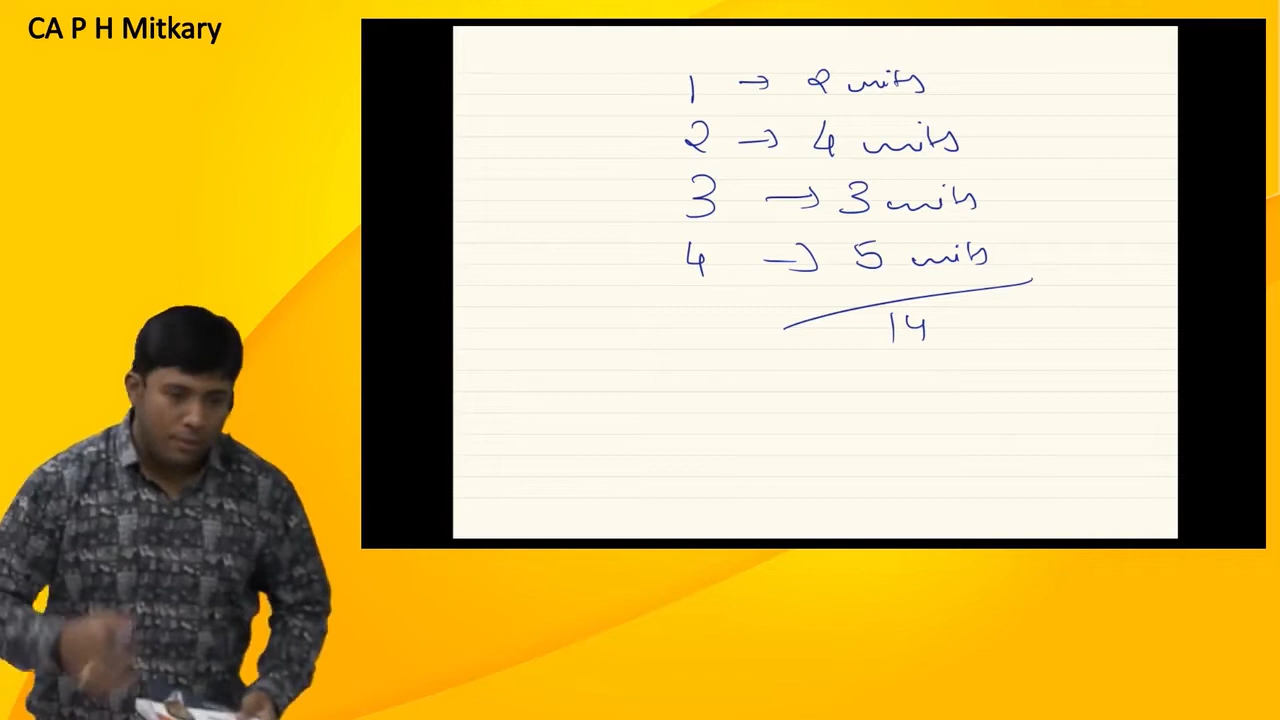 CA P H Mitkary
1 → 2 units
2 → 4 units
3 → 3 units
4 → 5 units
14